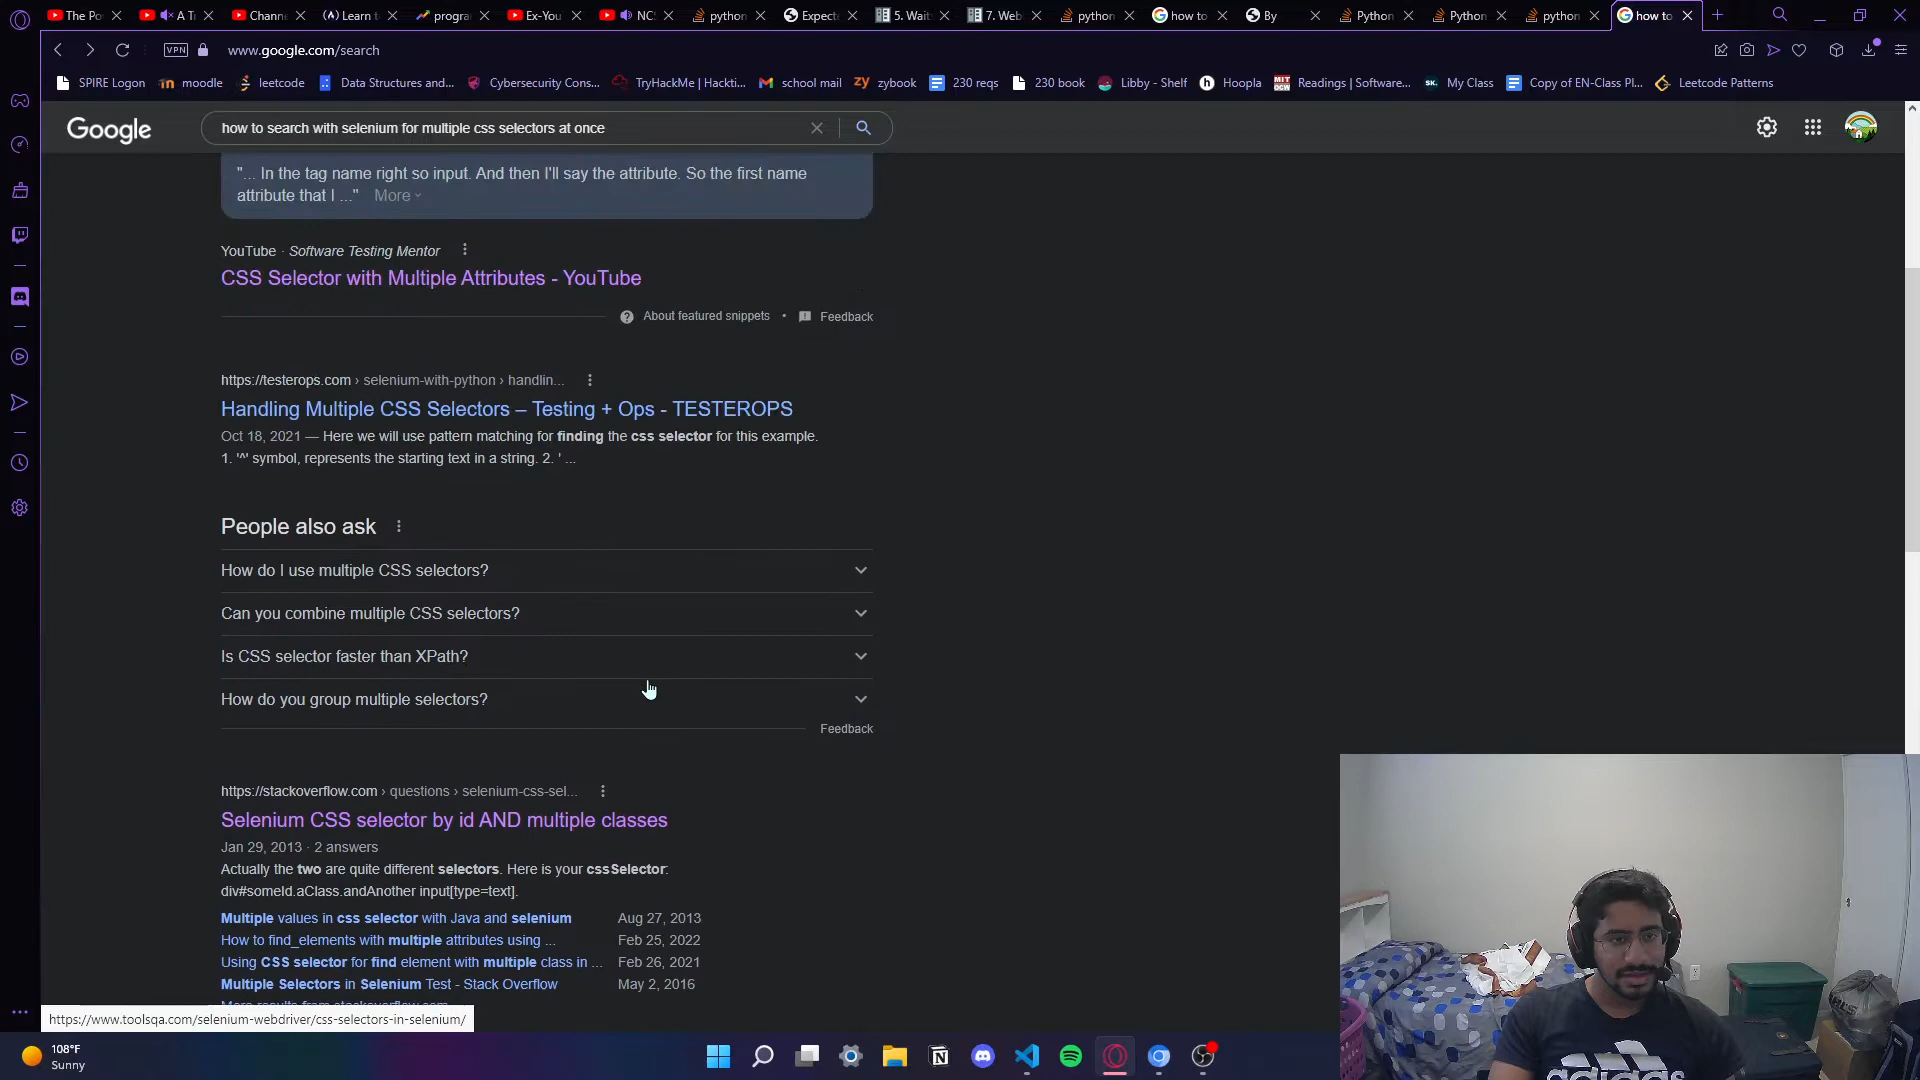 The Po
A T
Chann
Learn t
progra
Ex-You
NC
python
Expect
5. Wait
7. Web
python
how to
By
Python
Python
python
how to
VPN
www.google.com/search
SPIRE Logon
moodle
leetcode
Data Structures and...
Cybersecurity Cons...
TryHackMe | Hackti...
school mail
zybook
230 reqs
230 book
Libby - Shelf
Hoopla
Readings | Software...
My Class
Copy of EN-Class Pl...
Leetcode Patterns
Google
how to search with selenium for multiple css selectors at once
"... In the tag name right so input. And then I'll say the attribute. So the first name
attribute that I ..." More
YouTube · Software Testing Mentor
CSS Selector with Multiple Attributes - YouTube
About featured snippets • Feedback
https://testerops.com › selenium-with-python › handlin...
Handling Multiple CSS Selectors – Testing + Ops - TESTEROPS
Oct 18, 2021 — Here we will use pattern matching for finding the css selector for this example.
1. '^' symbol, represents the starting text in a string. 2. ' ...
People also ask
How do I use multiple CSS selectors?
Can you combine multiple CSS selectors?
Is CSS selector faster than XPath?
How do you group multiple selectors?
Feedback
https://stackoverflow.com › questions › selenium-css-sel...
Selenium CSS selector by id AND multiple classes
Jan 29, 2013 · 2 answers
Actually the two are quite different selectors. Here is your cssSelector:
div#someId.aClass.andAnother input[type=text].
Multiple values in css selector with Java and selenium Aug 27, 2013
How to find_elements with multiple attributes using ... Feb 25, 2022
Using CSS selector for find element with multiple class in ... Feb 26, 2021
Multiple Selectors in Selenium Test - Stack Overflow May 2, 2016
More results from stackoverflow.com
https://www.toolsqa.com/selenium-webdriver/css-selectors-in-selenium/
108°F
Sunny
adidas